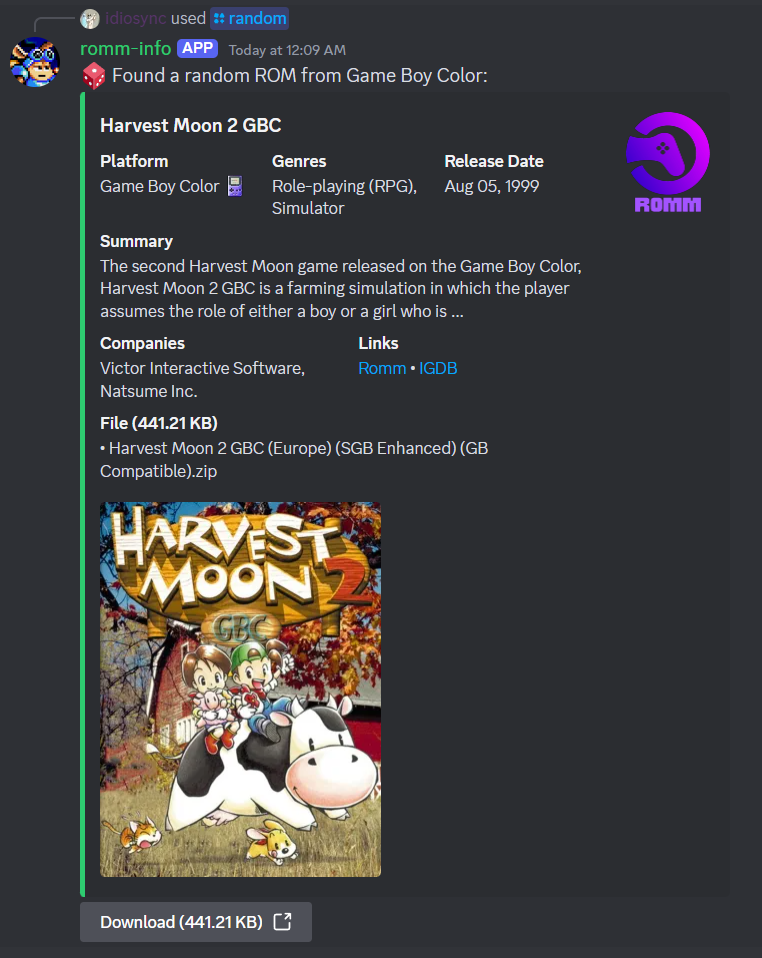 idiosync used random
romm-info APP Today at 12:09 AM
Found a random ROM from Game Boy Color:
Harvest Moon 2 GBC
ROMM
Platform
Game Boy Color
Genres
Role-playing (RPG),
Simulator
Release Date
Aug 05, 1999
Summary
The second Harvest Moon game released on the Game Boy Color,
Harvest Moon 2 GBC is a farming simulation in which the player
assumes the role of either a boy or a girl who is ...
Companies
Victor Interactive Software,
Natsume Inc.
Links
Romm • IGDB
File (441.21 KB)
• Harvest Moon 2 GBC (Europe) (SGB Enhanced) (GB
Compatible).zip
HARVEST
MOON 2
GBC
Download (441.21 KB)